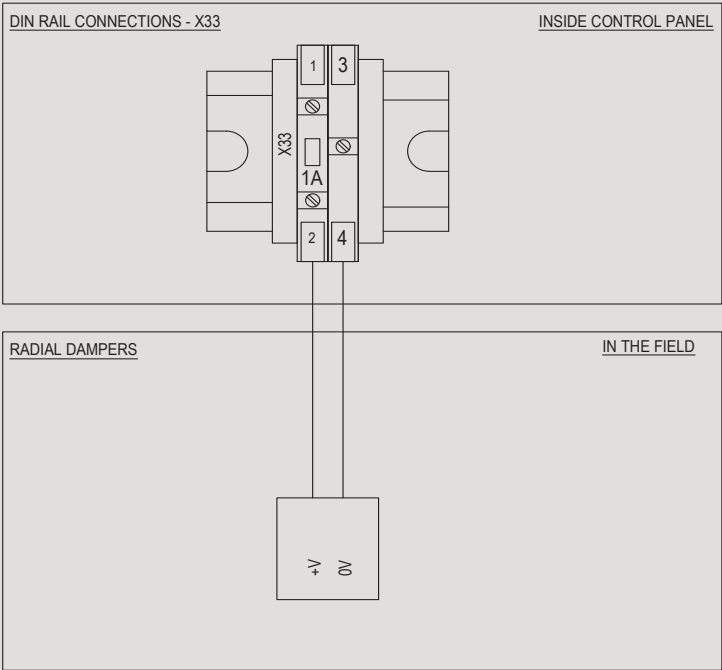 DIN RAIL CONNECTIONS - X33
INSIDE CONTROL PANEL
1
3
X33
1A
2
4
RADIAL DAMPERS
IN THE FIELD
+V
0V